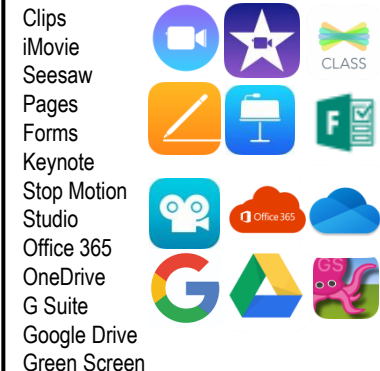 Clips
iMovie
Seesaw
Pages
Forms
Keynote
Stop Motion
Studio
Office 365
OneDrive
G Suite
Google Drive
Green Screen
CLASS
F
Office 365
G
GS